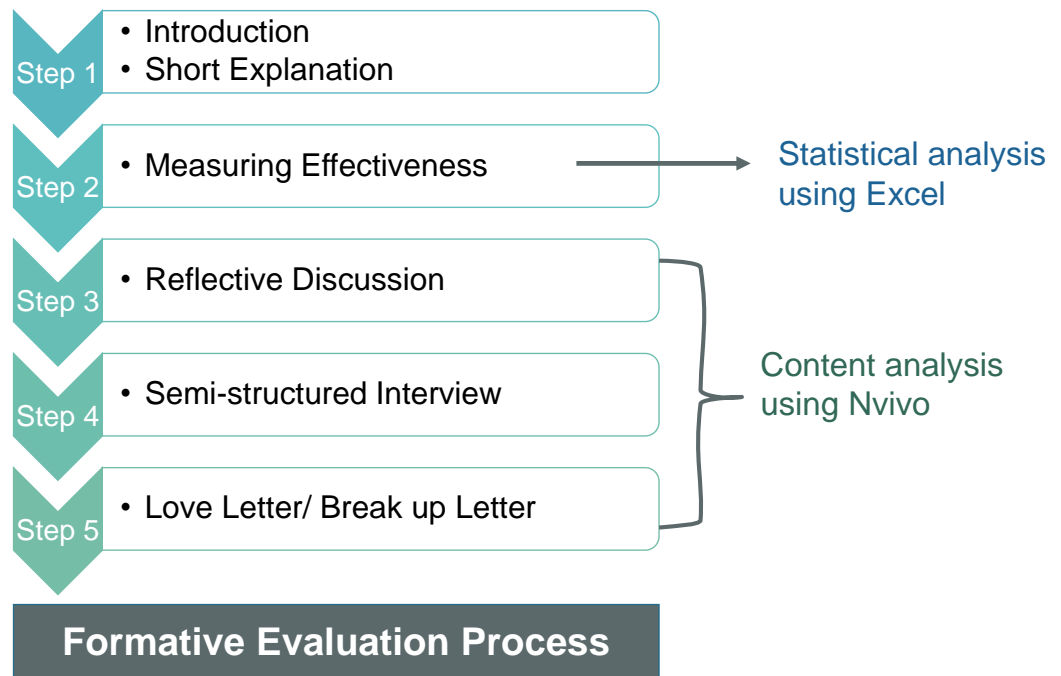 Step 1
• Introduction
• Short Explanation
Step 2
• Measuring Effectiveness
Statistical analysis
using Excel
Step 3
• Reflective Discussion
Step 4
• Semi-structured Interview
Content analysis
using Nvivo
Step 5
• Love Letter/ Break up Letter
Formative Evaluation Process